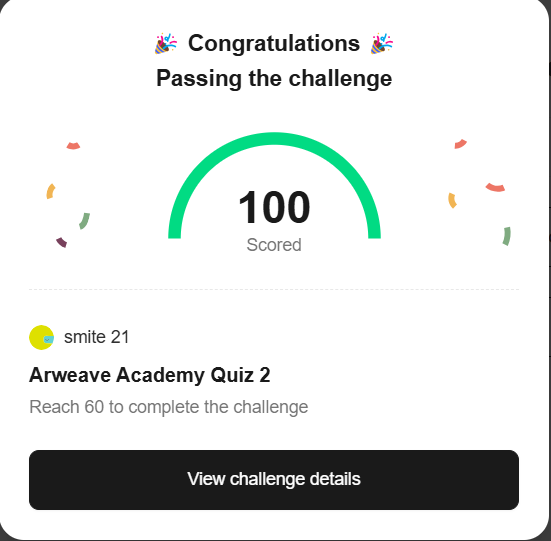 🎉 Congratulations 🎉
Passing the challenge
100
Scored
smite 21
Arweave Academy Quiz 2
Reach 60 to complete the challenge
View challenge details